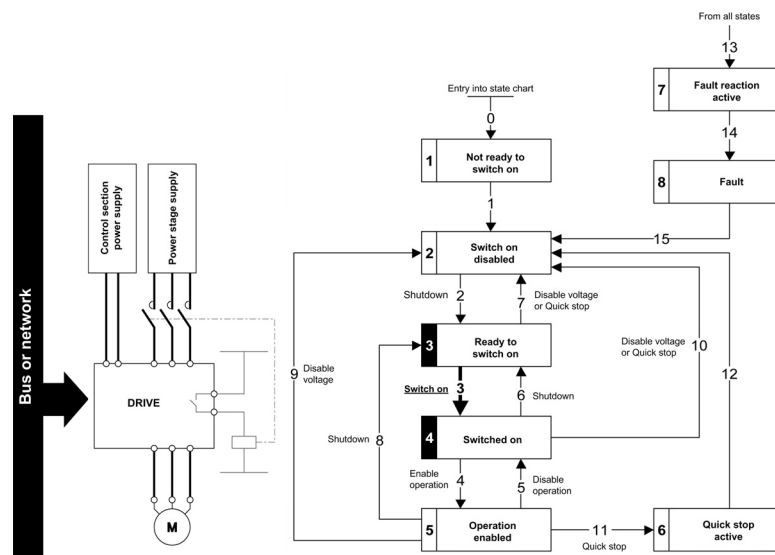 From all states
13
7
Fault reaction
active
14
8
Fault
15
Entry into state chart
0
1
Not ready to
switch on
1
2
Switch on
disabled
Shutdown
2
7
Disable voltage
or Quick stop
3
Ready to
switch on
Switch on
3
6
Shutdown
4
Switched on
Enable
operation
4
5
Disable
operation
5
Operation
enabled
11
Quick stop
6
Quick stop
active
9
Disable
voltage
Shutdown
8
Disable voltage
or Quick stop
10
12
Bus or network
Control section
power supply
Power stage supply
DRIVE
M